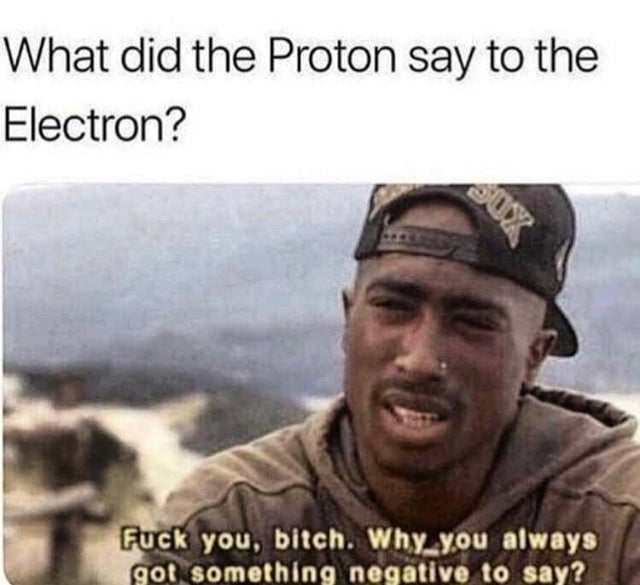 What did the Proton say to the
Electron?
SOX
Fuck you, bitch. Why you always
got something negative to say?